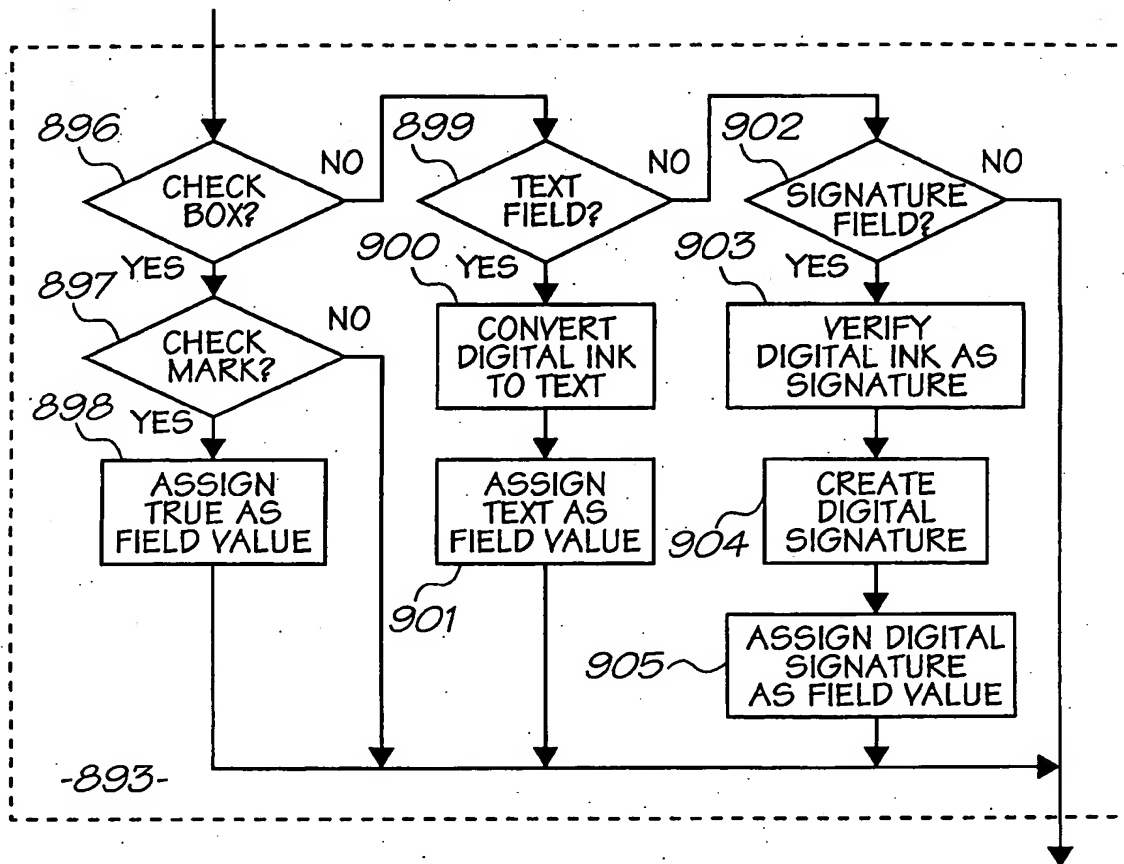 896
CHECK
BOX?
NO
YES
897
CHECK
MARK?
NO
YES
898
ASSIGN
TRUE AS
FIELD VALUE
899
TEXT
FIELD?
NO
YES
900
CONVERT
DIGITAL INK
TO TEXT
ASSIGN
TEXT AS
FIELD VALUE
901
902
SIGNATURE
FIELD?
NO
YES
903
VERIFY
DIGITAL INK AS
SIGNATURE
CREATE
DIGITAL
SIGNATURE
904
ASSIGN DIGITAL
SIGNATURE
AS FIELD VALUE
905
-893-